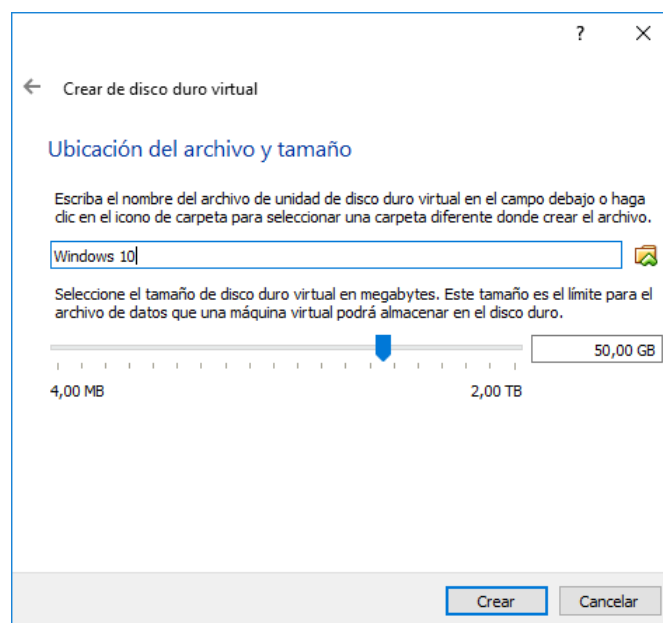 ?
Crear de disco duro virtual
Ubicación del archivo y tamaño
Escriba el nombre del archivo de unidad de disco duro virtual en el campo debajo o haga
clic en el icono de carpeta para seleccionar una carpeta diferente donde crear el archivo.
Windows 10
Seleccione el tamaño de disco duro virtual en megabytes. Este tamaño es el límite para el
archivo de datos que una máquina virtual podrá almacenar en el disco duro.
50,00 GB
4,00 MB 2,00 TB
Crear Cancelar